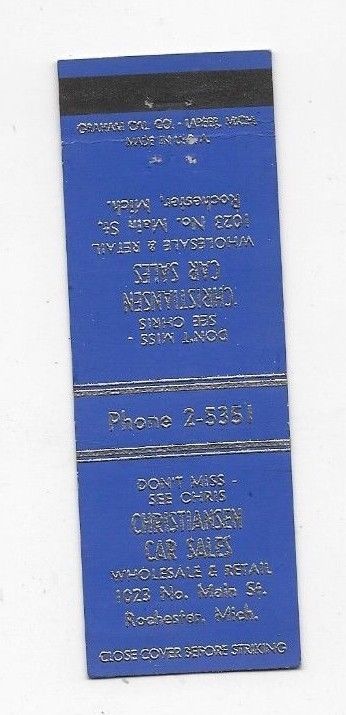 GRAHAM CAL. CO. - LAPEER, MICH.
MADE IN U.S.A.
DON'T MISS -
SEE CHRIS
CHRISTIANSEN
CAR SALES
WHOLESALE & RETAIL
1023 No. Main St.
Rochester, Mich.
Phone 2-5351
DON'T MISS -
SEE CHRIS
CHRISTIANSEN
CAR SALES
WHOLESALE & RETAIL
1023 No. Main St.
Rochester, Mich.
CLOSE COVER BEFORE STRIKING